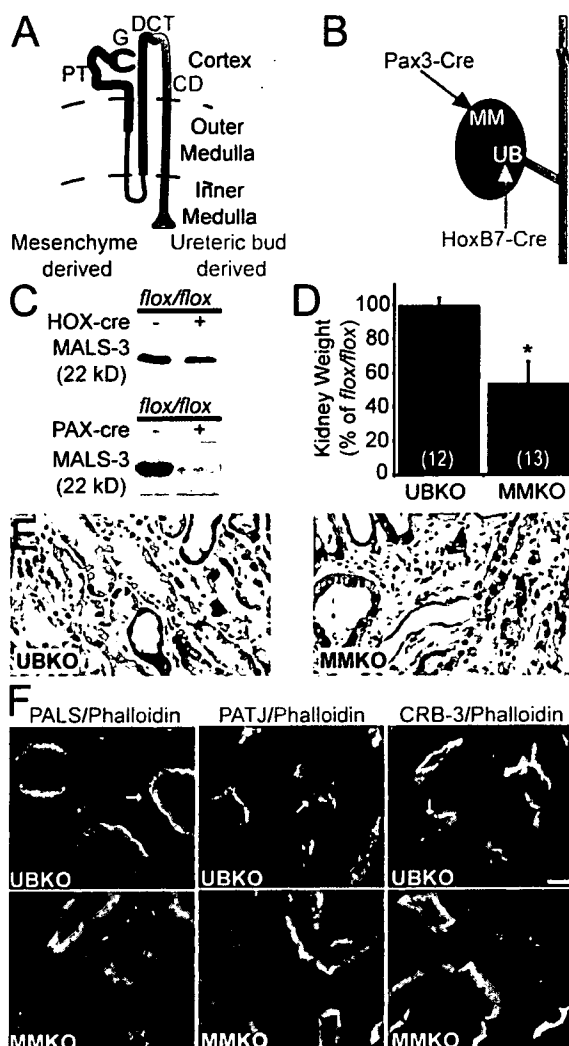 A
G
DCT
PT
CD
Cortex
Outer
Medulla
Inner
Medulla
Mesenchyme
derived
Ureteric bud
derived
B
Pax3-Cre
MM
UB
HoxB7-Cre
C
flox/flox
HOX-cre - +
MALS-3
(22 kD)
flox/flox
PAX-cre - +
MALS-3
(22 kD)
D
Kidney Weight
(% of flox/flox)
100
80
60
40
20
0
*
(12)
(13)
UBKO
MMKO
E
UBKO
MMKO
F
PALS/Phalloidin
PATJ/Phalloidin
CRB-3/Phalloidin
UBKO
UBKO
UBKO
MMKO
MMKO
MMKO